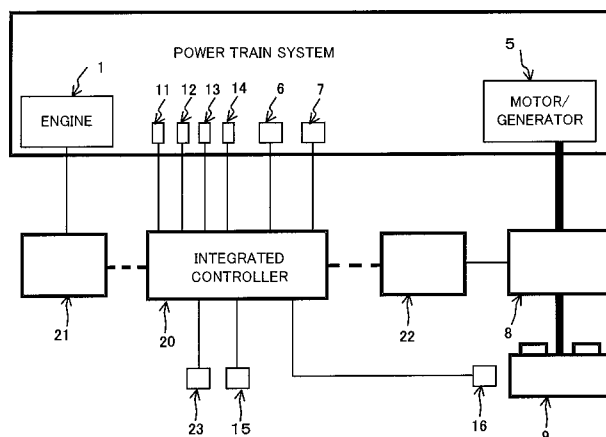 POWER TRAIN SYSTEM
1
5
11 12 13 14 6 7
ENGINE
MOTOR/
GENERATOR
INTEGRATED
CONTROLLER
21
20
22
8
23
15
16
9